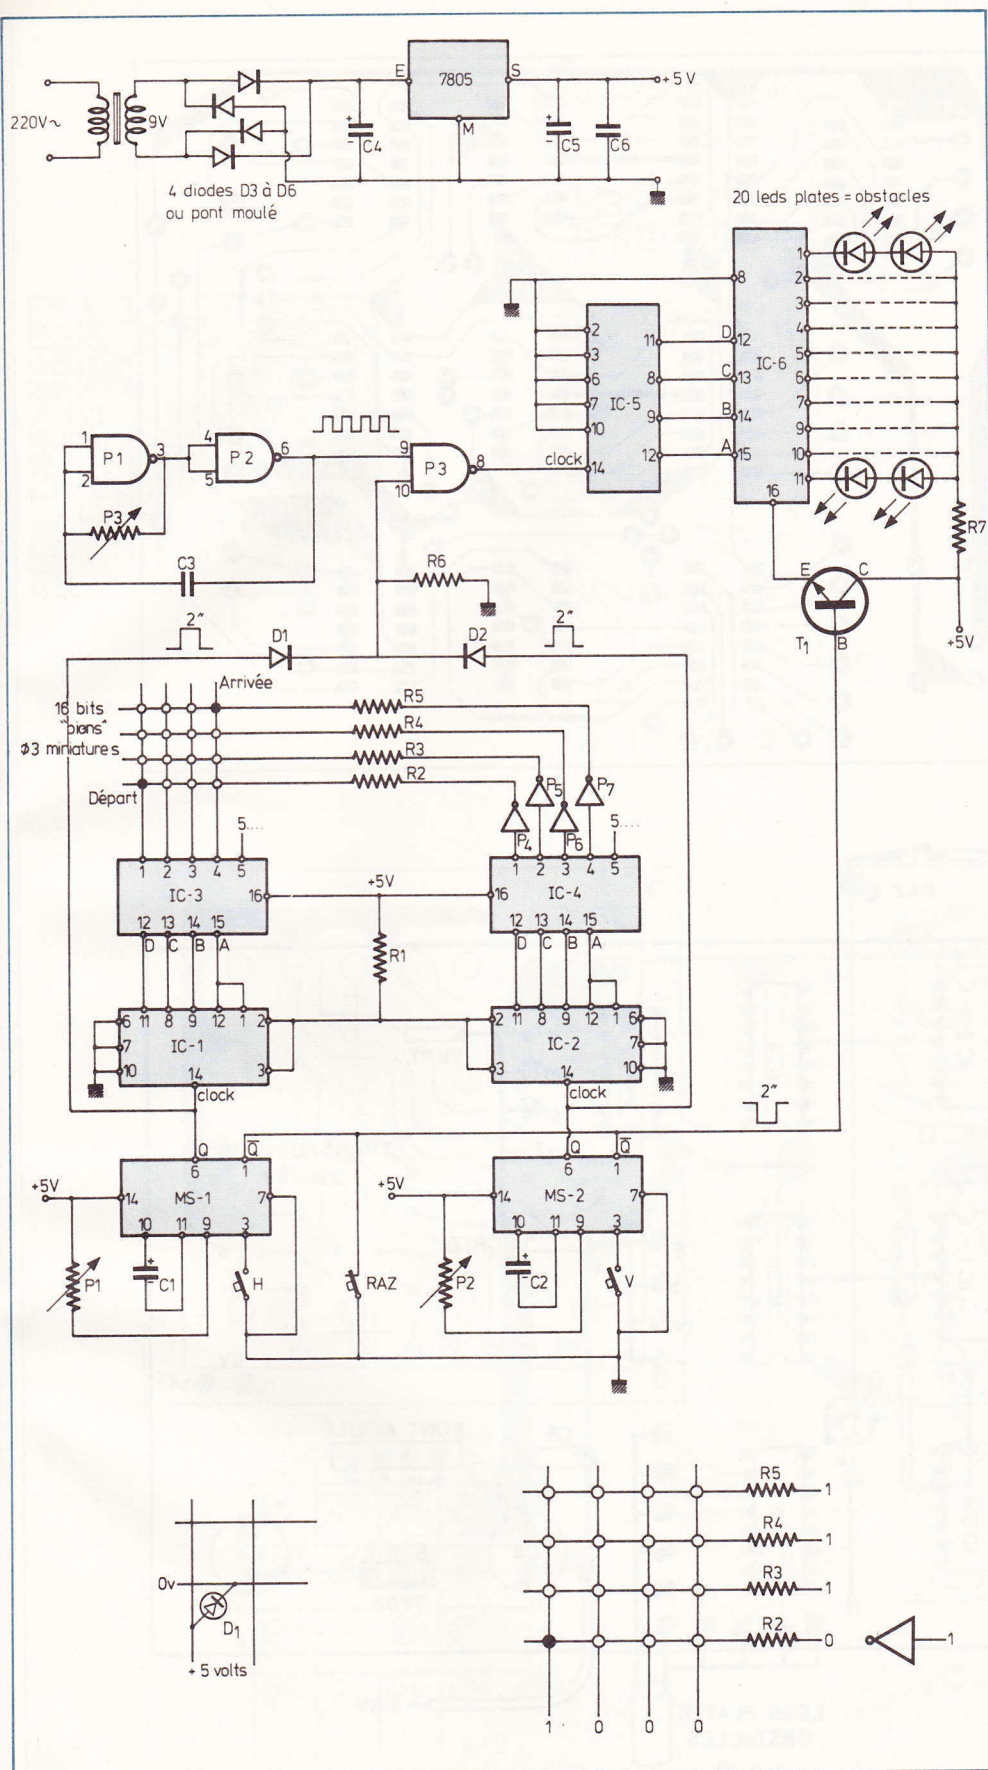 220V~
9V
E
7805
S
M
+5V
C4
C5
C6
4 diodes D3 à D6
ou pont moulé
20 leds plates = obstacles
8
1
2
3
4
5
6
7
9
10
11
D 12
C 13
B 14
A 15
IC-6
16
2
3
6
7
10
IC-5
11
8
9
12
clock
14
1
2
P1
3
4
5
P2
6
9
10
P3
8
P3
C3
R6
R7
E
C
T1
B
+5V
2"
D1
D2
2"
Arrivée
16 bits
"pions"
ø3 miniatures
Départ
R5
R4
R3
R2
P5
P7
P4
P6
5....
5....
1 2 3 4 5
IC-3
16
12 13 14 15
D C B A
+5V
R1
1 2 3 4 5
16
IC-4
12 13 14 15
D C B A
6 11 8 9 12 1 2
7
IC-1
10
14
3
clock
2 11 8 9 12 1 6
IC-2
7
3
14
10
clock
2"
Q
Q̅
6 1
+5V
14
MS-1
7
10 11 9 3
P1
C1
H
RAZ
Q
Q̅
6 1
+5V
14
MS-2
7
10 11 9 3
P2
C2
V
0v
D1
+5 volts
R5
1
R4
1
R3
1
R2
0
1
1 0 0 0